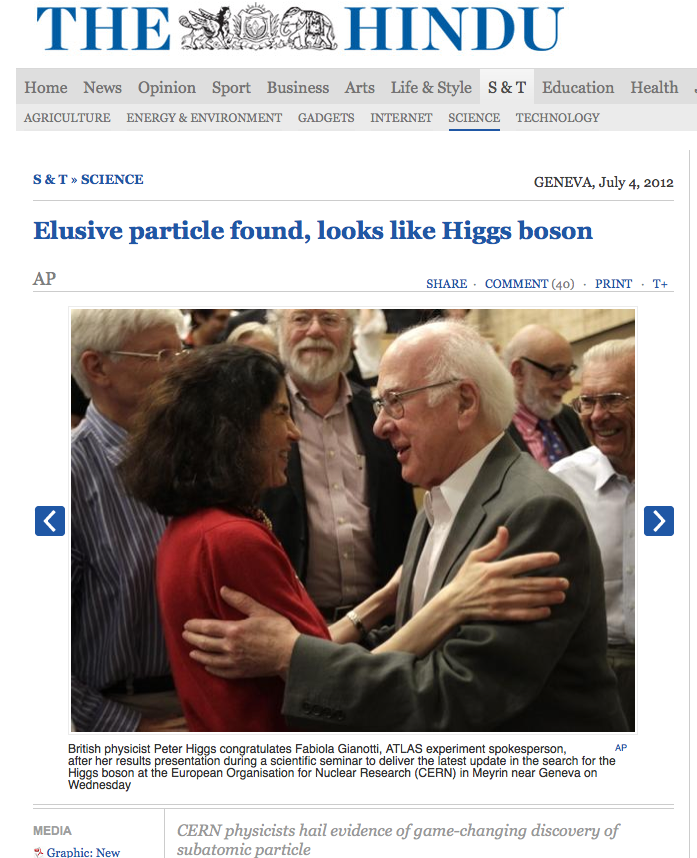 THE HINDU
Home News Opinion Sport Business Arts Life & Style S & T Education Health
AGRICULTURE ENERGY & ENVIRONMENT GADGETS INTERNET SCIENCE TECHNOLOGY
S & T » SCIENCE
GENEVA, July 4, 2012
Elusive particle found, looks like Higgs boson
AP
SHARE · COMMENT (40) · PRINT · T+
British physicist Peter Higgs congratulates Fabiola Gianotti, ATLAS experiment spokesperson,
AP
after her results presentation during a scientific seminar to deliver the latest update in the search for the
Higgs boson at the European Organisation for Nuclear Research (CERN) in Meyrin near Geneva on
Wednesday
MEDIA
Graphic: New
CERN physicists hail evidence of game-changing discovery of
subatomic particle